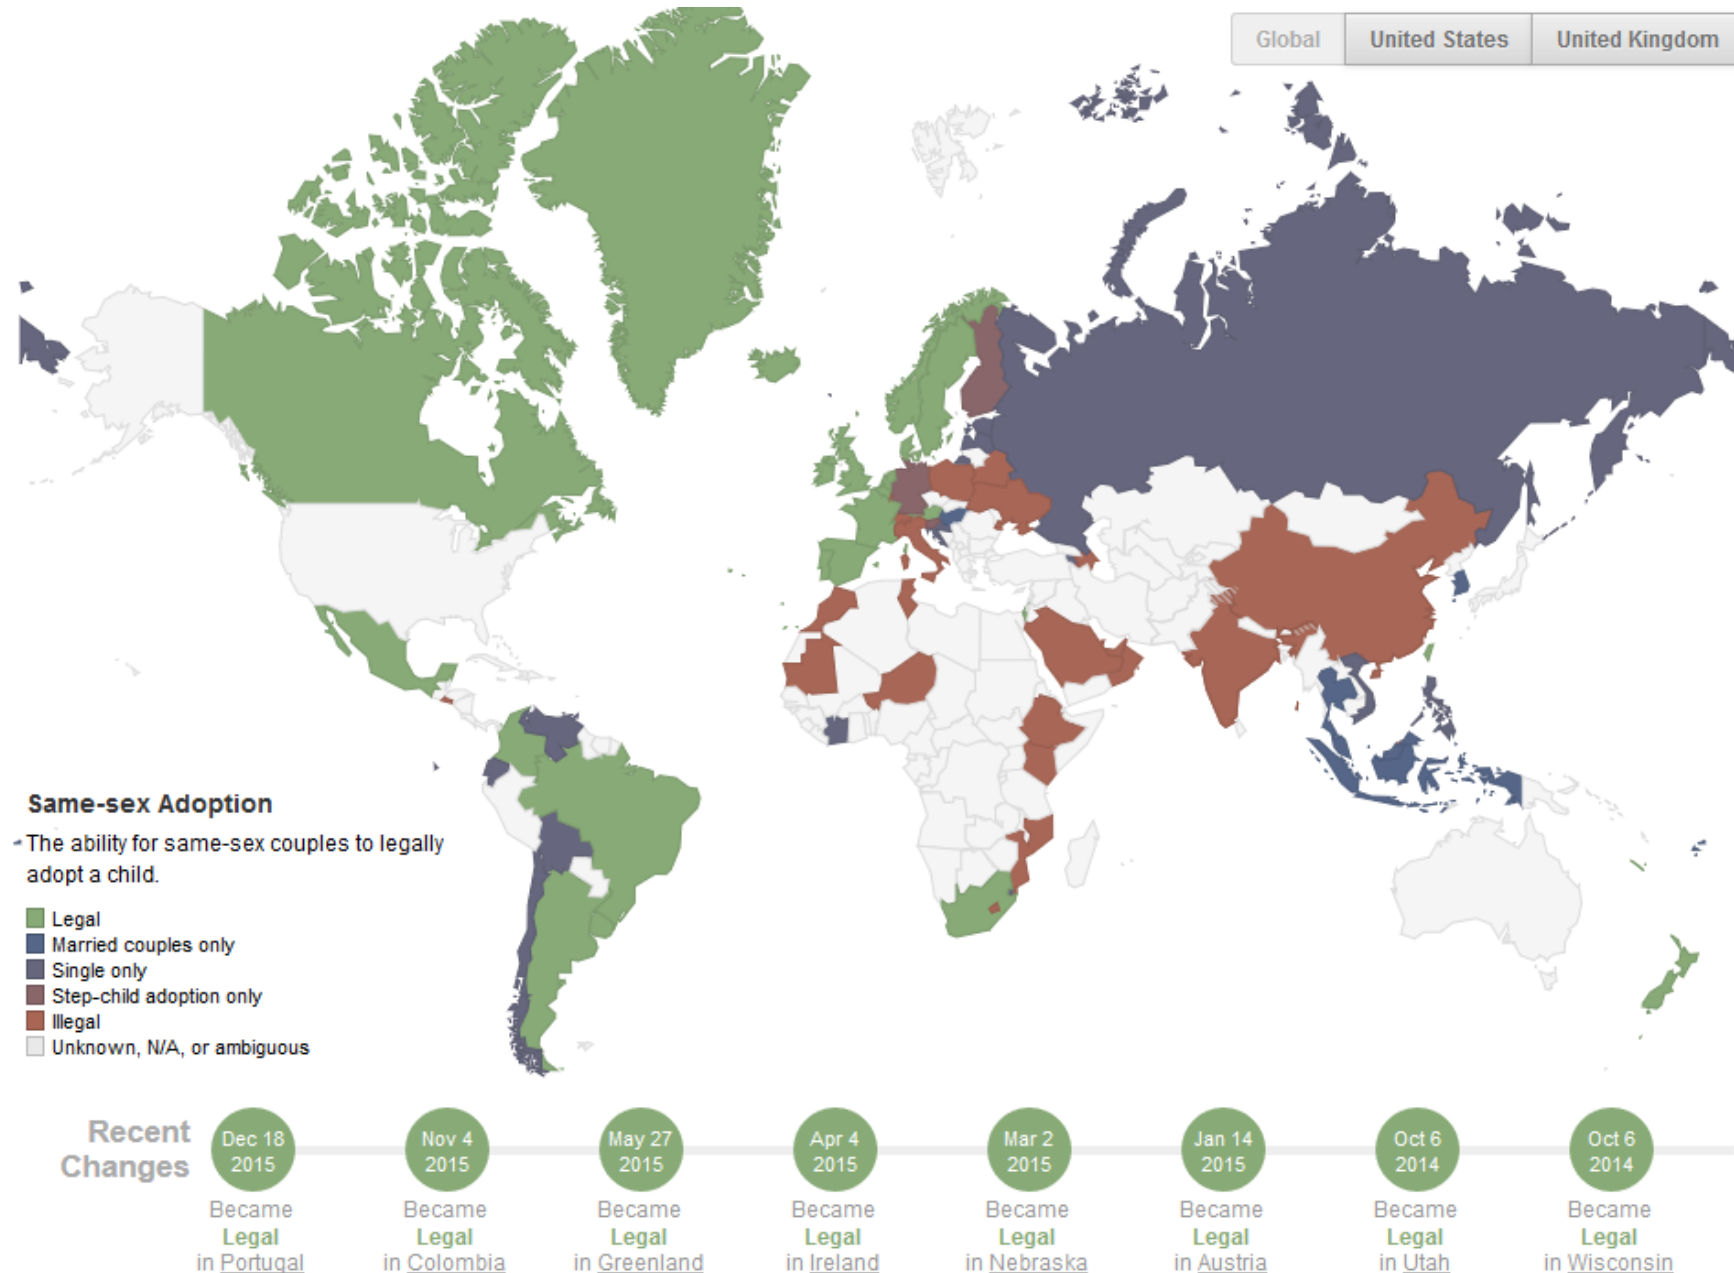 Global
United States
United Kingdom
Same-sex Adoption
The ability for same-sex couples to legally
adopt a child.
Legal
Married couples only
Single only
Step-child adoption only
Illegal
Unknown, N/A, or ambiguous
Recent
Changes
Dec 18
2015
Became
Legal
in Portugal
Nov 4
2015
Became
Legal
in Colombia
May 27
2015
Became
Legal
in Greenland
Apr 4
2015
Became
Legal
in Ireland
Mar 2
2015
Became
Legal
in Nebraska
Jan 14
2015
Became
Legal
in Austria
Oct 6
2014
Became
Legal
in Utah
Oct 6
2014
Became
Legal
in Wisconsin